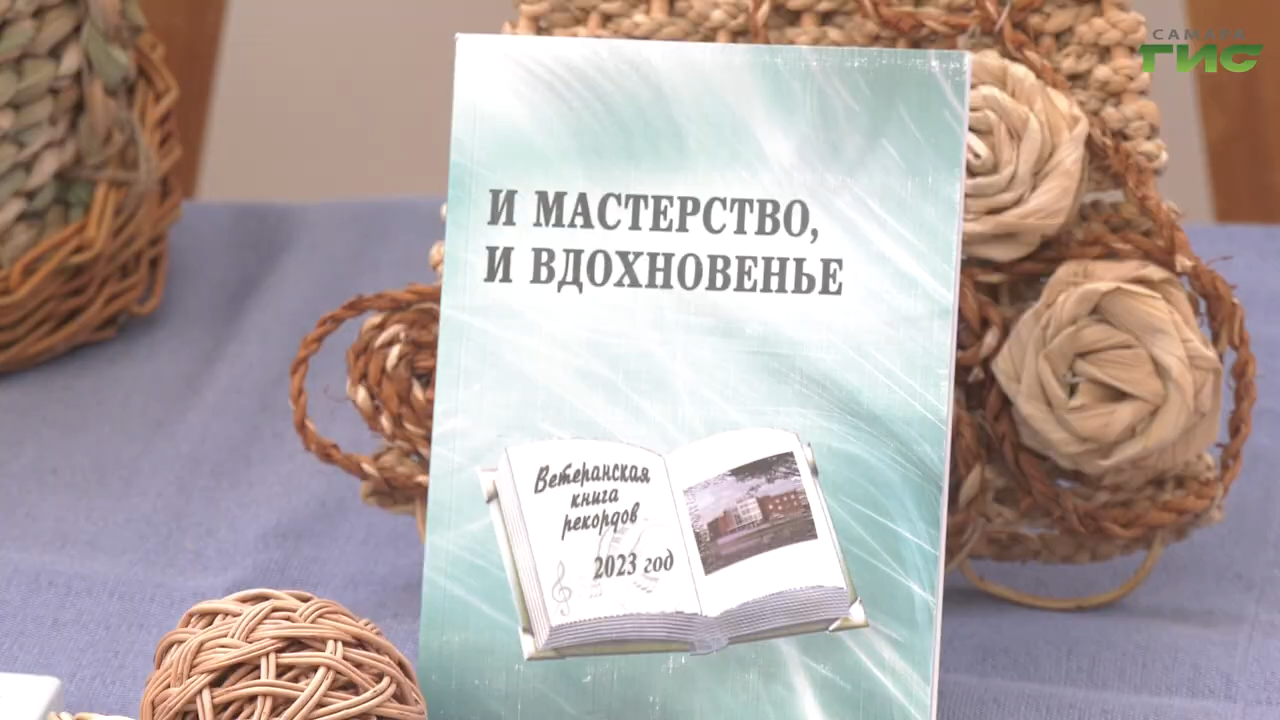 САМАРА
ГИС
И МАСТЕРСТВО,
И ВДОХНОВЕНЬЕ
Ветеранская
книга
рекордов
2023 год